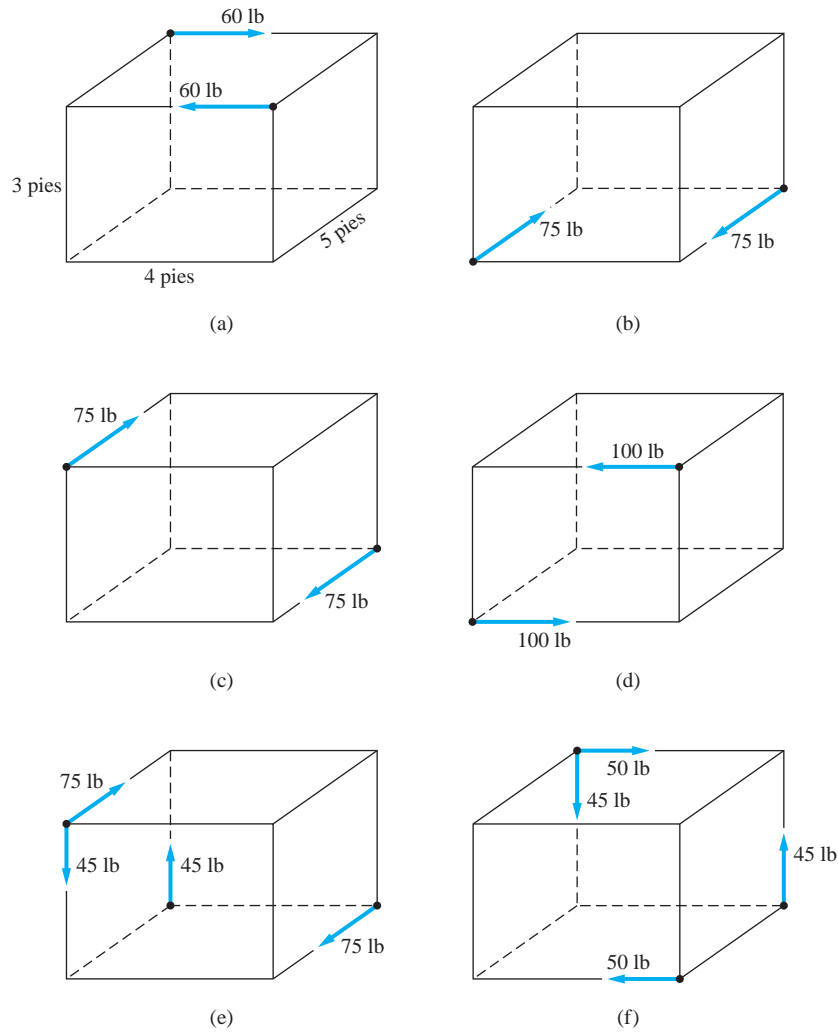 60 lb
60 lb
3 pies
5 pies
4 pies
(a)
75 lb
75 lb
(b)
75 lb
75 lb
(c)
100 lb
100 lb
(d)
75 lb
45 lb
45 lb
75 lb
(e)
50 lb
45 lb
45 lb
50 lb
(f)